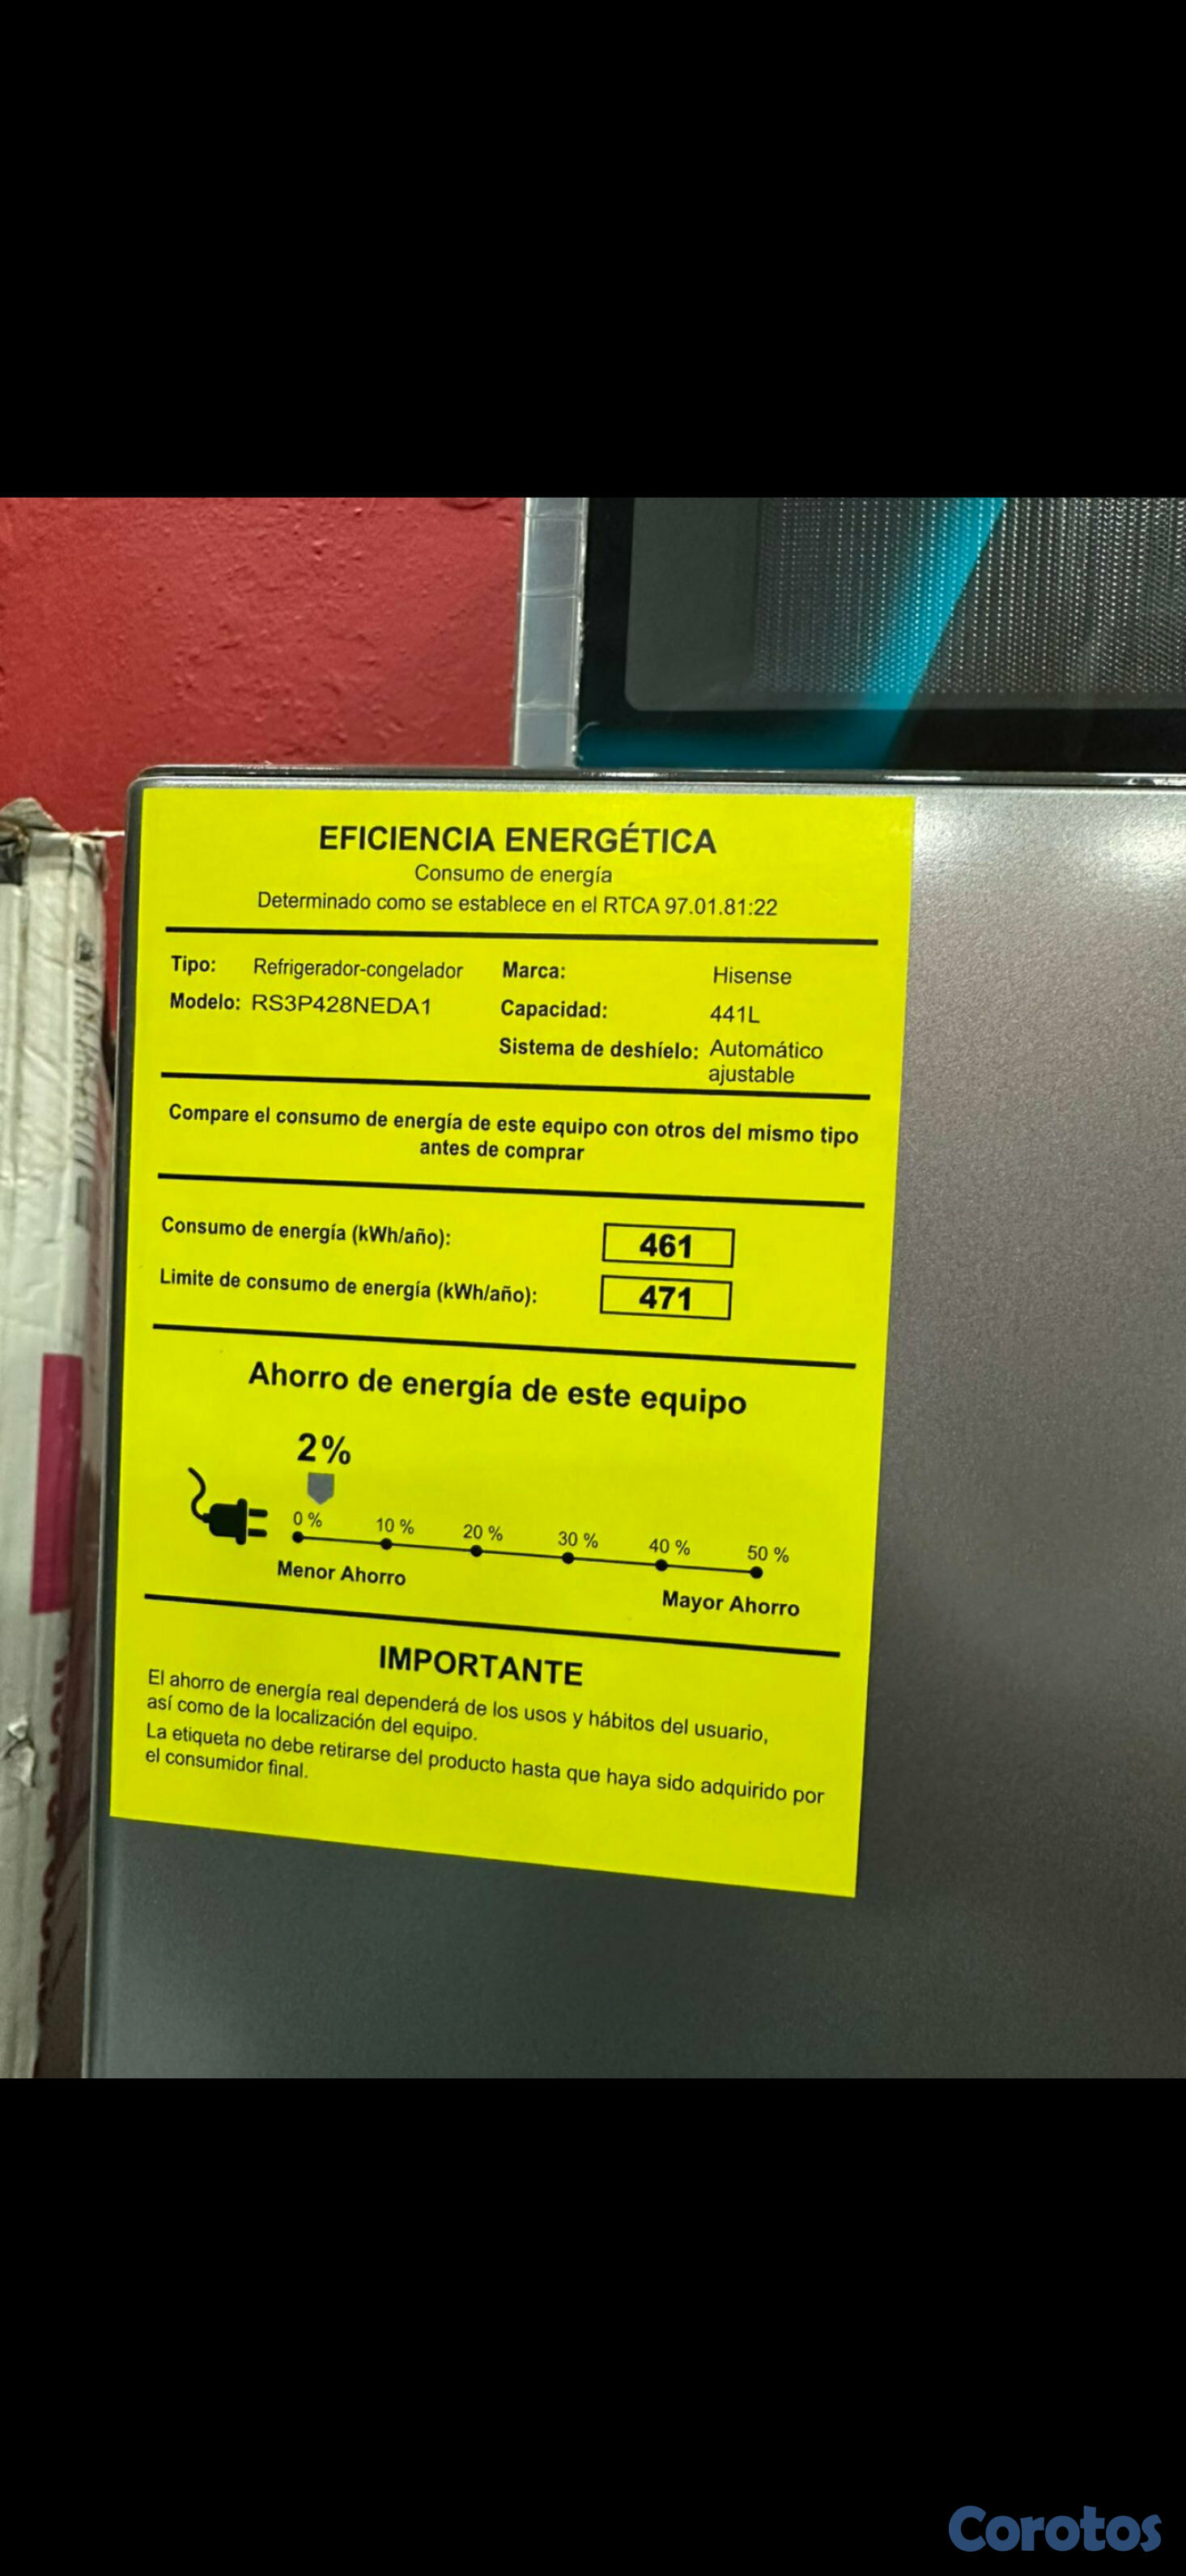 EFICIENCIA ENERGÉTICA
Consumo de energía
Determinado como se establece en el RTCA 97.01.81:22
Tipo: Refrigerador-congelador Marca: Hisense
Modelo: RS3P428NEDA1 Capacidad: 441L
Sistema de deshíelo: Automático
ajustable
Compare el consumo de energía de este equipo con otros del mismo tipo
antes de comprar
Consumo de energía (kWh/año): 461
Limite de consumo de energía (kWh/año): 471
Ahorro de energía de este equipo
2%
0 % 10 % 20 % 30 % 40 % 50 %
Menor Ahorro Mayor Ahorro
IMPORTANTE
El ahorro de energía real dependerá de los usos y hábitos del usuario,
así como de la localización del equipo.
La etiqueta no debe retirarse del producto hasta que haya sido adquirido por
el consumidor final.
Corotos